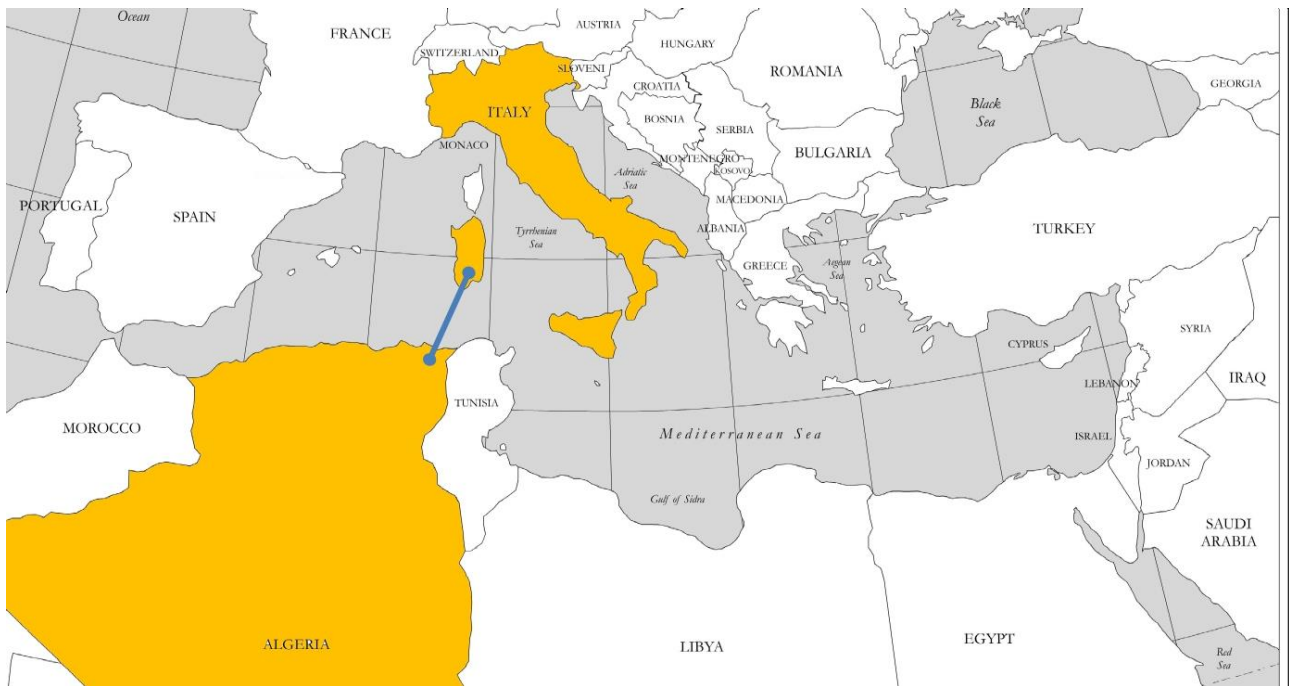 Ocean
AUSTRIA
FRANCE
HUNGARY
SWITZERLAND
SLOVENI
ROMANIA
CROATIA
GEORGIA
ITALY
Black
Sea
BOSNIA
SERBIA
MONACO
BULGARIA
MONTENEGRO
KOSOVO
Adriatic
Sea
MACEDONIA
PORTUGAL
SPAIN
Tyrrhenian
Sea
ALBANIA
TURKEY
GREECE
Aegean
Sea
SYRIA
CYPRUS
IRAQ
LEBANON
TUNISIA
MOROCCO
Mediterranean Sea
ISRAEL
JORDAN
Gulf of Sidra
SAUDI
ARABIA
ALGERIA
LIBYA
EGYPT
Red
Sea